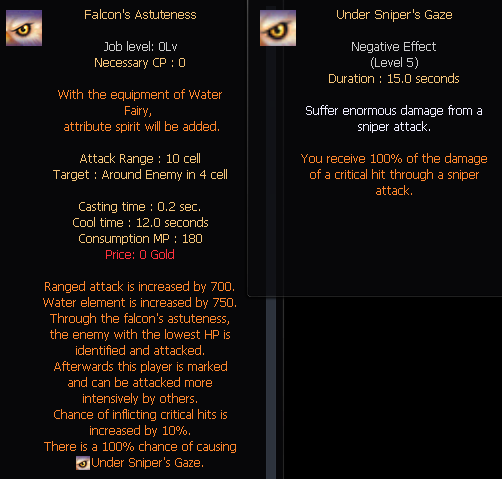 Falcon's Astuteness
Job level: 0Lv
Necessary CP : 0
With the equipment of Water
Fairy,
attribute spirit will be added.
Attack Range : 10 cell
Target : Around Enemy in 4 cell
Casting time : 0.2 sec.
Cool time : 12.0 seconds
Consumption MP : 180
Price: 0 Gold
Ranged attack is increased by 700.
Water element is increased by 750.
Through the falcon's astuteness,
the enemy with the lowest HP is
identified and attacked.
Afterwards this player is marked
and can be attacked more
intensively by others.
Chance of inflicting critical hits is
increased by 10%.
There is a 100% chance of causing
Under Sniper's Gaze.
Under Sniper's Gaze
Negative Effect
(Level 5)
Duration : 15.0 seconds
Suffer enormous damage from a
sniper attack.
You receive 100% of the damage
of a critical hit through a sniper
attack.